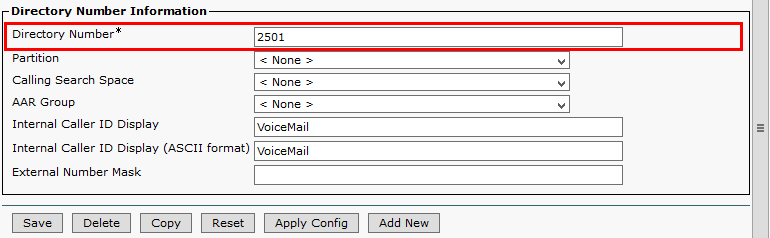 Directory Number Information
Directory Number* 2501
Partition < None >
Calling Search Space < None >
AAR Group < None >
Internal Caller ID Display VoiceMail
Internal Caller ID Display (ASCII format) VoiceMail
External Number Mask
Save Delete Copy Reset Apply Config Add New